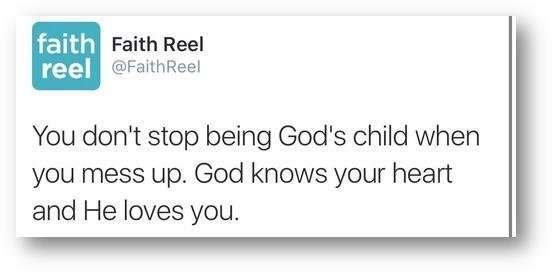 faith
reel
Faith Reel
@FaithReel
You don't stop being God's child when
you mess up. God knows your heart
and He loves you.